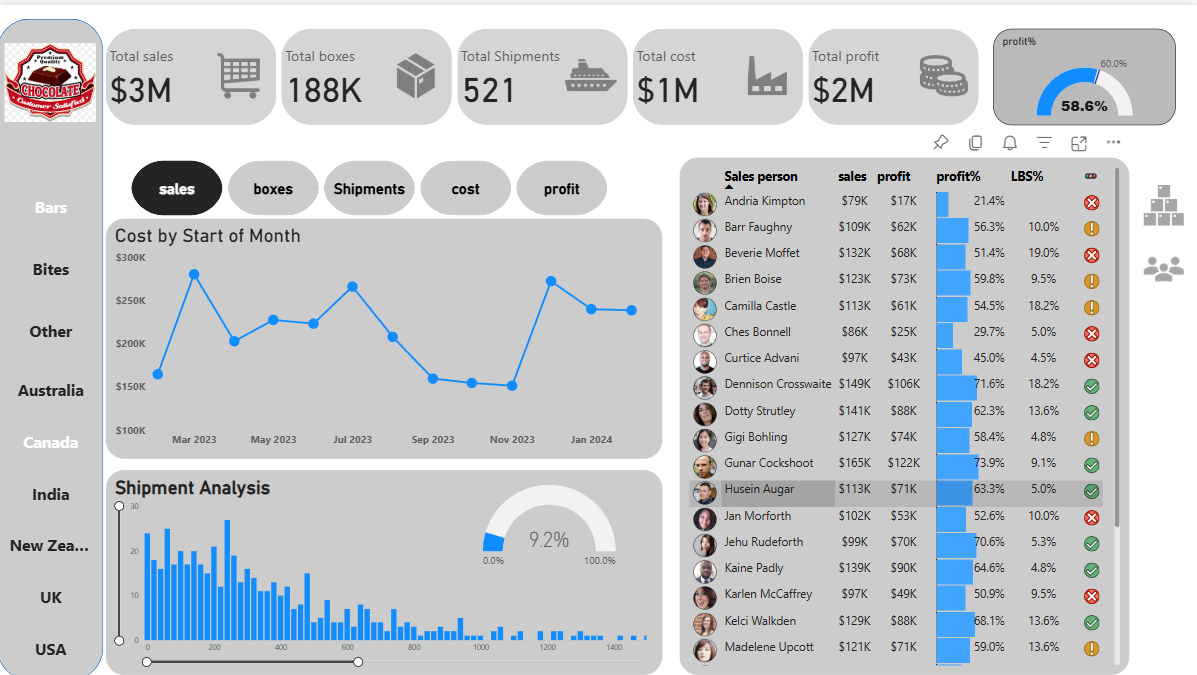 Premium
Quality
CHOCOLATE
Customer Satisfied
Total sales
$3M
Total boxes
188K
Total Shipments
521
Total cost
$1M
Total profit
$2M
profit%
60.0%
58.6%
Bars
Bites
Other
Australia
Canada
India
New Zea...
UK
USA
sales boxes Shipments cost profit
Cost by Start of Month
$300K
$250K
$200K
$150K
$100K
Mar 2023 May 2023 Jul 2023 Sep 2023 Nov 2023 Jan 2024
Shipment Analysis
30
20
10
0
0 200 400 600 800 1000 1200 1400
9.2%
0.0% 100.0%
Sales person sales profit profit% LBS%
Andria Kimpton $79K $17K 21.4%
Barr Faughny $109K $62K 56.3% 10.0%
Beverie Moffet $132K $68K 51.4% 19.0%
Brien Boise $123K $73K 59.8% 9.5%
Camilla Castle $113K $61K 54.5% 18.2%
Ches Bonnell $86K $25K 29.7% 5.0%
Curtice Advani $97K $43K 45.0% 4.5%
Dennison Crosswaite $149K $106K 71.6% 18.2%
Dotty Strutley $141K $88K 62.3% 13.6%
Gigi Bohling $127K $74K 58.4% 4.8%
Gunar Cockshoot $165K $122K 73.9% 9.1%
Husein Augar $113K $71K 63.3% 5.0%
Jan Morforth $102K $53K 52.6% 10.0%
Jehu Rudeforth $99K $70K 70.6% 5.3%
Kaine Padly $139K $90K 64.6% 4.8%
Karlen McCaffrey $97K $49K 50.9% 9.5%
Kelci Walkden $129K $88K 68.1% 13.6%
Madelene Upcott $121K $71K 59.0% 13.6%